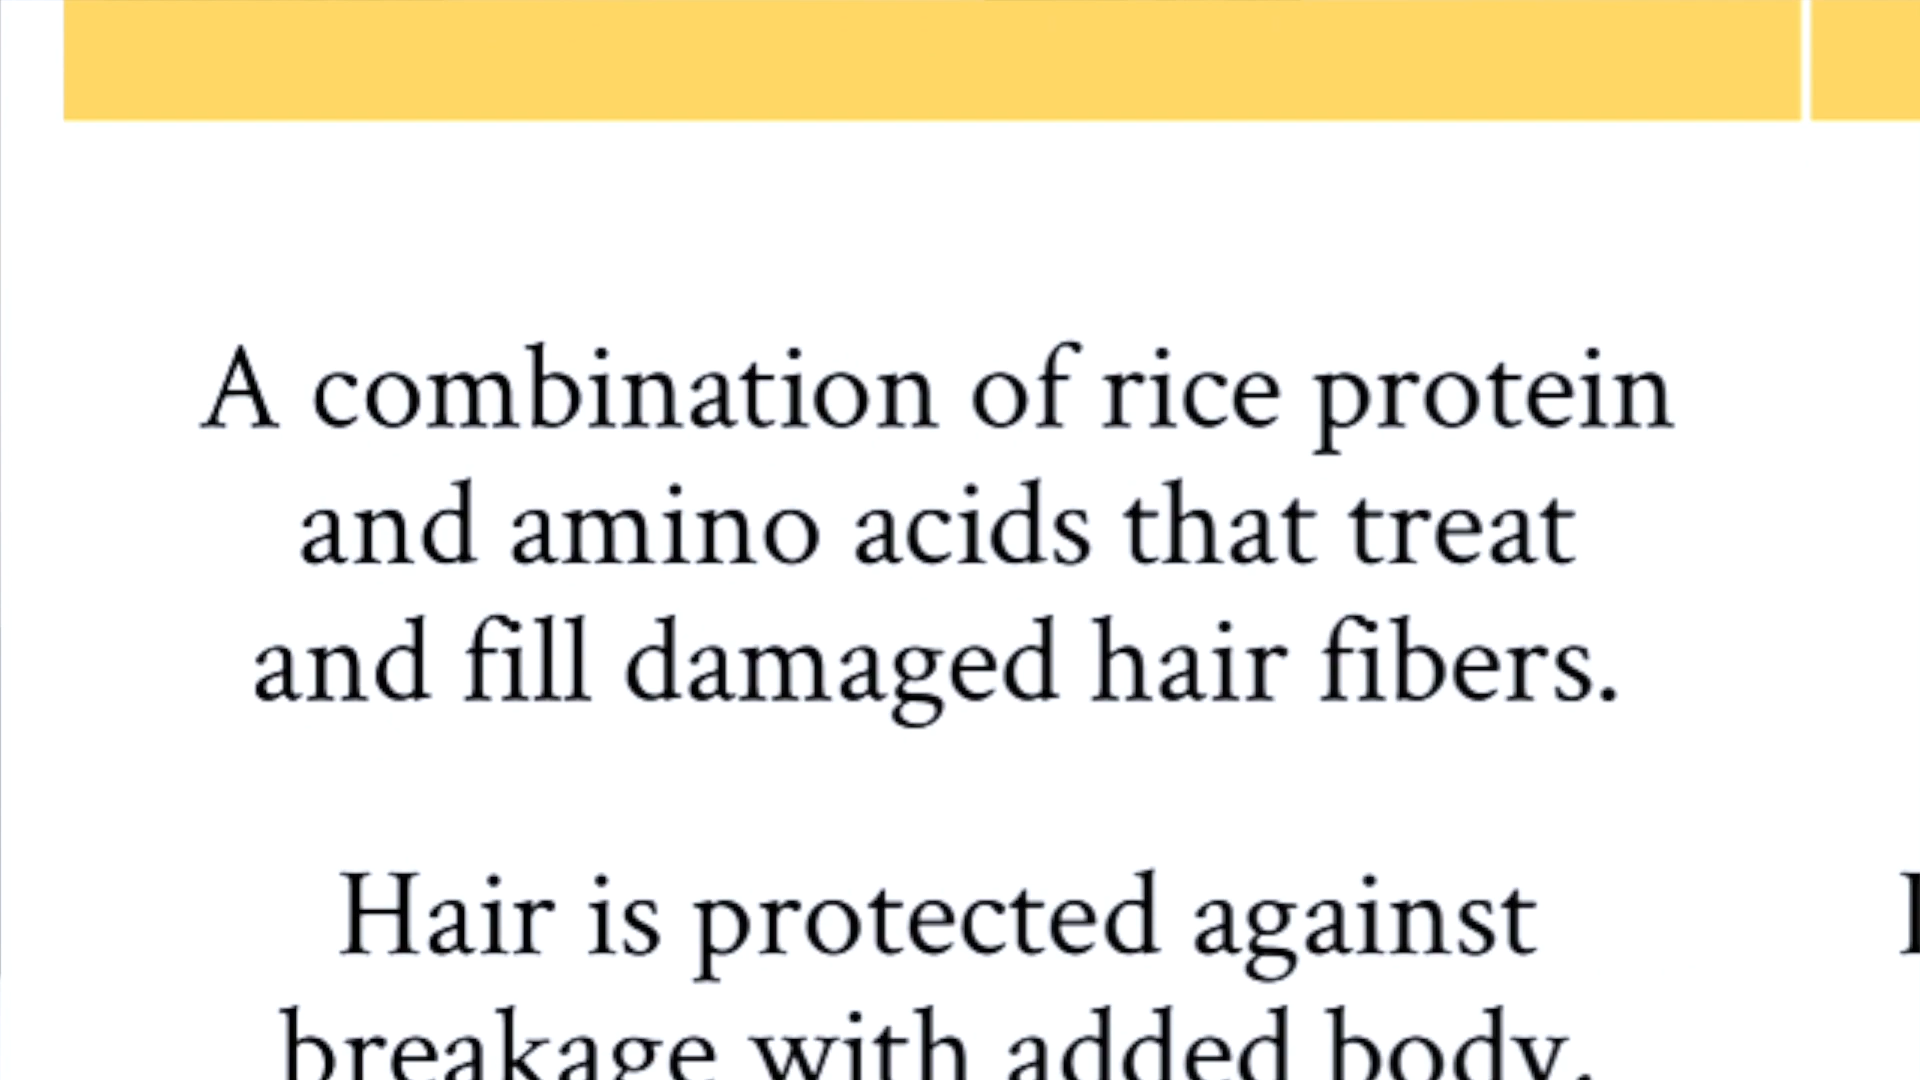 A combination of rice protein
and amino acids that treat
and fill damaged hair fibers.
Hair is protected against
breakage with added body.